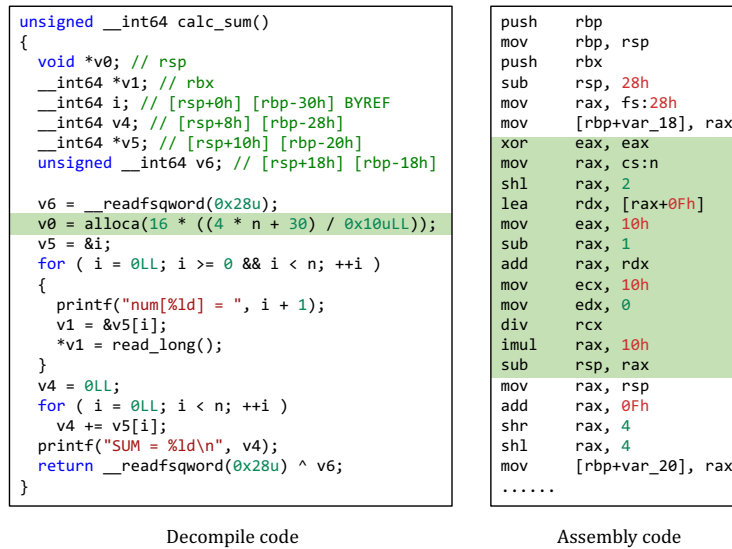 unsigned __int64 calc_sum()
{
void *v0; // rsp
__int64 *v1; // rbx
__int64 i; // [rsp+0h] [rbp-30h] BYREF
__int64 v4; // [rsp+8h] [rbp-28h]
__int64 *v5; // [rsp+10h] [rbp-20h]
unsigned __int64 v6; // [rsp+18h] [rbp-18h]
v6 = __readfsqword(0x28u);
v0 = alloca(16 * ((4 * n + 30) / 0x10uLL));
v5 = &i;
for ( i = 0LL; i >= 0 && i < n; ++i )
{
printf("num[%ld] = ", i + 1);
v1 = &v5[i];
*v1 = read_long();
}
v4 = 0LL;
for ( i = 0LL; i < n; ++i )
v4 += v5[i];
printf("SUM = %ld\n", v4);
return __readfsqword(0x28u) ^ v6;
}
Decompile code
push rbp
mov rbp, rsp
push rbx
sub rsp, 28h
mov rax, fs:28h
mov [rbp+var_18], rax
xor eax, eax
mov rax, cs:n
shl rax, 2
lea rdx, [rax+0Fh]
mov eax, 10h
sub rax, 1
add rax, rdx
mov ecx, 10h
mov edx, 0
div rcx
imul rax, 10h
sub rsp, rax
mov rax, rsp
add rax, 0Fh
shr rax, 4
shl rax, 4
mov [rbp+var_20], rax
......
Assembly code